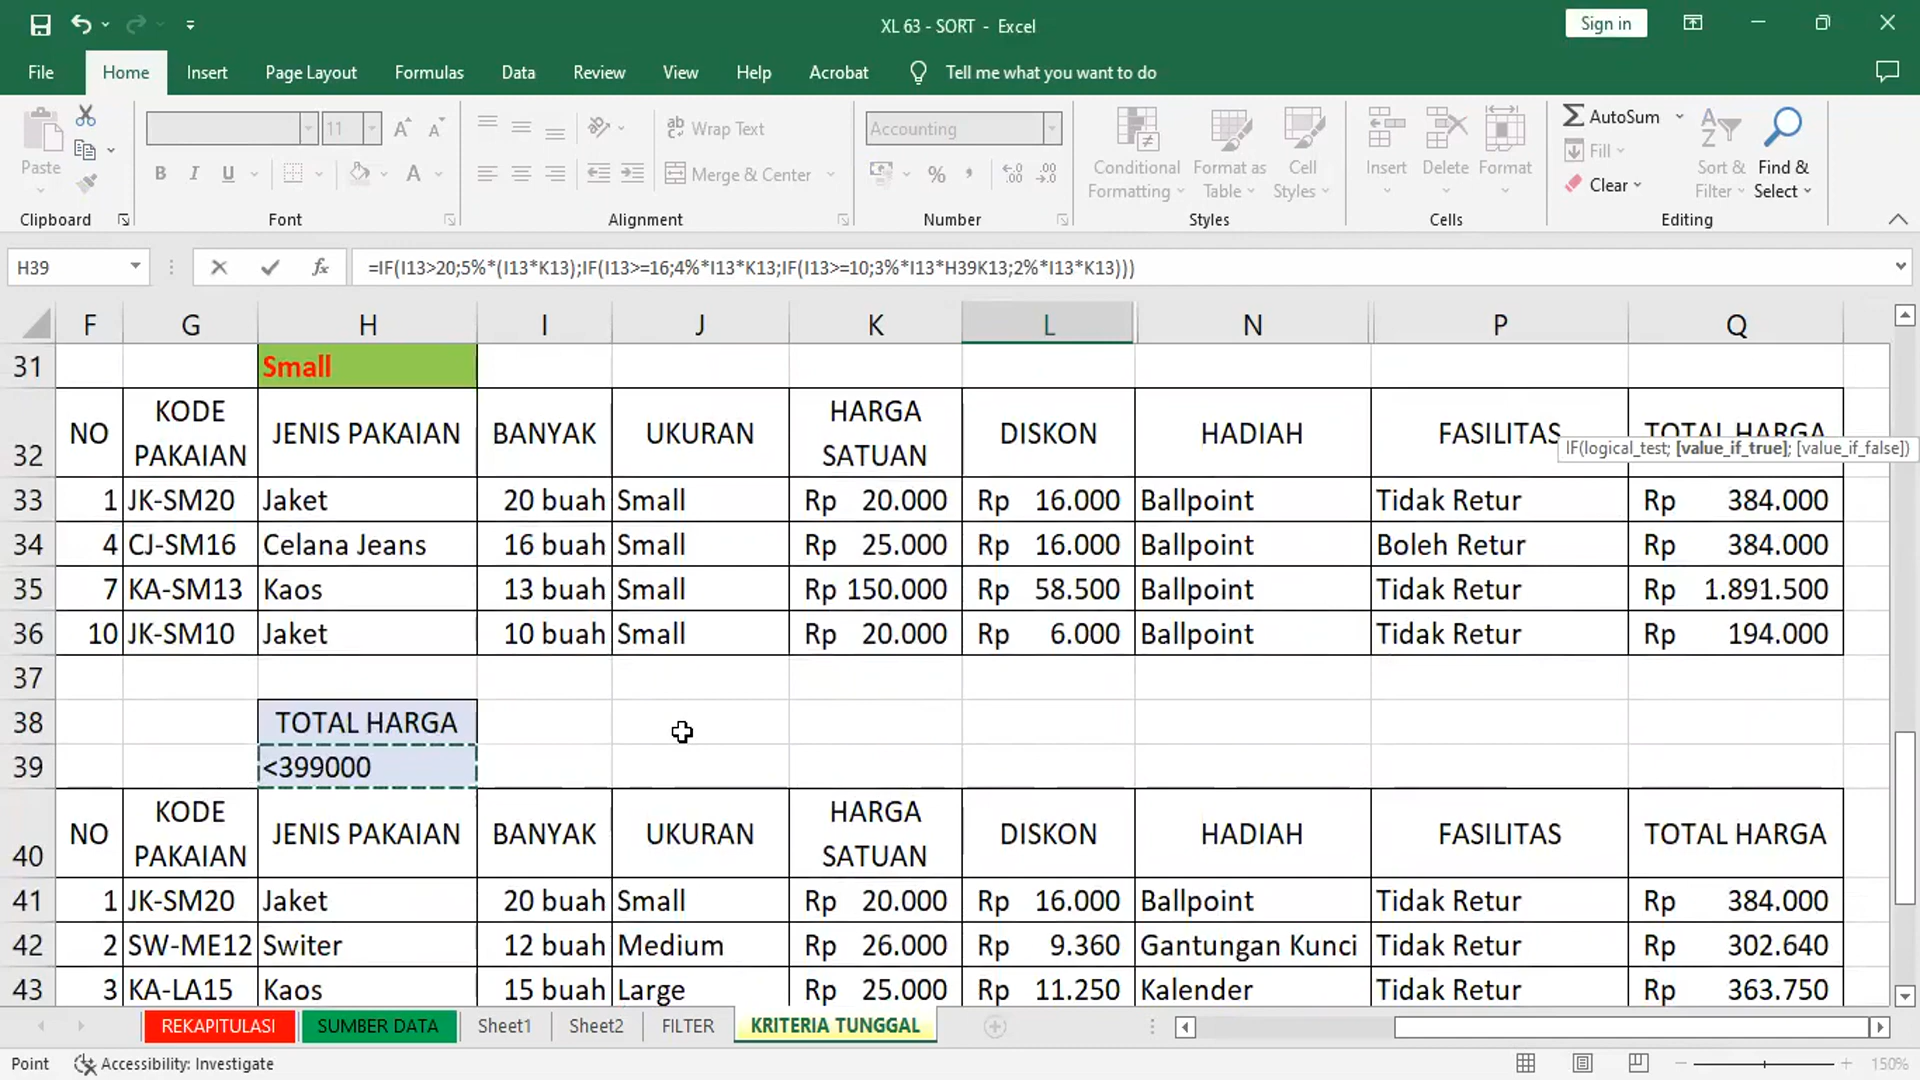 XL 63 - SORT - Excel
Sign in
File Home Insert Page Layout Formulas Data Review View Help Acrobat Tell me what you want to do
Paste
Clipboard
11
B I U A
Font
Wrap Text
Merge & Center
Alignment
Accounting
%
Number
Conditional Formatting
Format as Table
Cell Styles
Styles
Insert Delete Format
Cells
AutoSum
Fill
Clear
Sort & Filter
Find & Select
Editing
H39
fx
=IF(I13>20;5%*(I13*K13);IF(I13>=16;4%*I13*K13;IF(I13>=10;3%*I13*H39K13;2%*I13*K13)))
F G H I J K L N P Q
31 Small
32 NO KODE PAKAIAN JENIS PAKAIAN BANYAK UKURAN HARGA SATUAN DISKON HADIAH FASILITAS TOTAL HARGA
IF(logical_test; [value_if_true]; [value_if_false])
33 1 JK-SM20 Jaket 20 buah Small Rp 20.000 Rp 16.000 Ballpoint Tidak Retur Rp 384.000
34 4 CJ-SM16 Celana Jeans 16 buah Small Rp 25.000 Rp 16.000 Ballpoint Boleh Retur Rp 384.000
35 7 KA-SM13 Kaos 13 buah Small Rp 150.000 Rp 58.500 Ballpoint Tidak Retur Rp 1.891.500
36 10 JK-SM10 Jaket 10 buah Small Rp 20.000 Rp 6.000 Ballpoint Tidak Retur Rp 194.000
37
38 TOTAL HARGA
39 <399000
40 NO KODE PAKAIAN JENIS PAKAIAN BANYAK UKURAN HARGA SATUAN DISKON HADIAH FASILITAS TOTAL HARGA
41 1 JK-SM20 Jaket 20 buah Small Rp 20.000 Rp 16.000 Ballpoint Tidak Retur Rp 384.000
42 2 SW-ME12 Switer 12 buah Medium Rp 26.000 Rp 9.360 Gantungan Kunci Tidak Retur Rp 302.640
43 3 KA-LA15 Kaos 15 buah Large Rp 25.000 Rp 11.250 Kalender Tidak Retur Rp 363.750
REKAPITULASI SUMBER DATA Sheet1 Sheet2 FILTER KRITERIA TUNGGAL
Point Accessibility: Investigate 150%